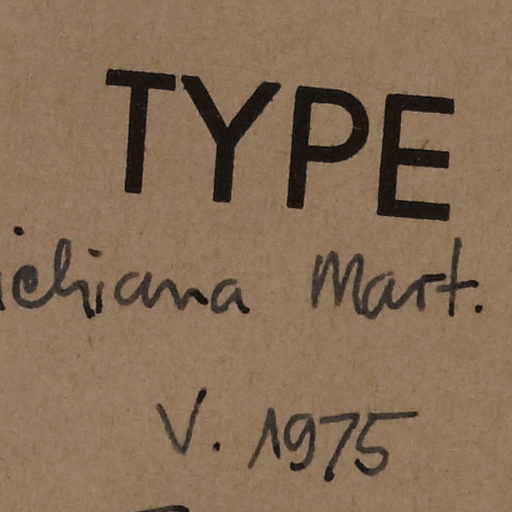 TYPE
ichiana Mart.
V. 1975